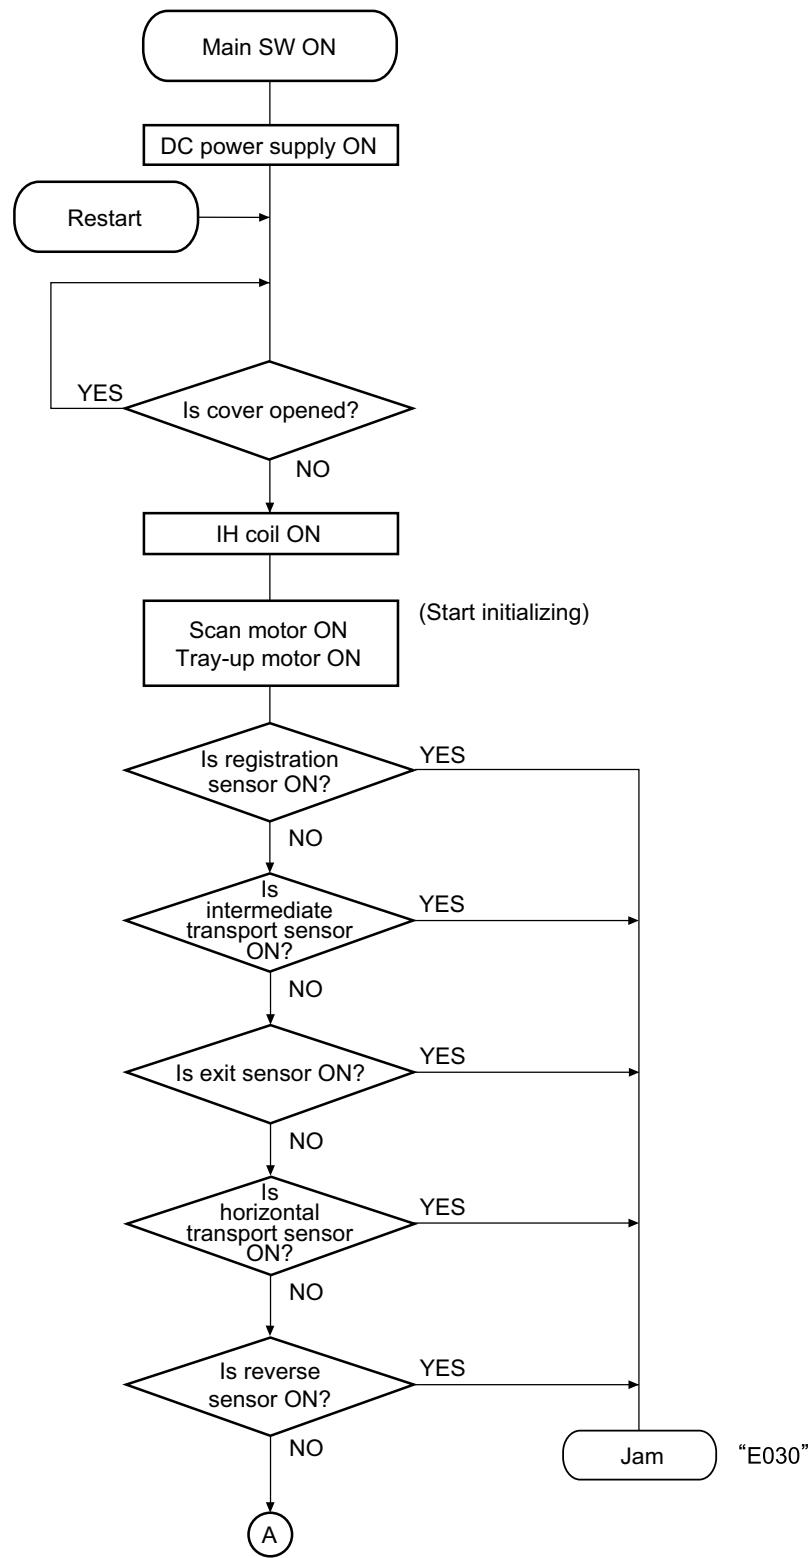 Main SW ON
DC power supply ON
Restart
YES
Is cover opened?
NO
IH coil ON
Scan motor ON
Tray-up motor ON
(Start initializing)
Is registration
sensor ON?
YES
NO
Is
intermediate
transport sensor
ON?
YES
NO
Is exit sensor ON?
YES
NO
Is
horizontal
transport sensor
ON?
YES
NO
Is reverse
sensor ON?
YES
NO
Jam
“E030”
A